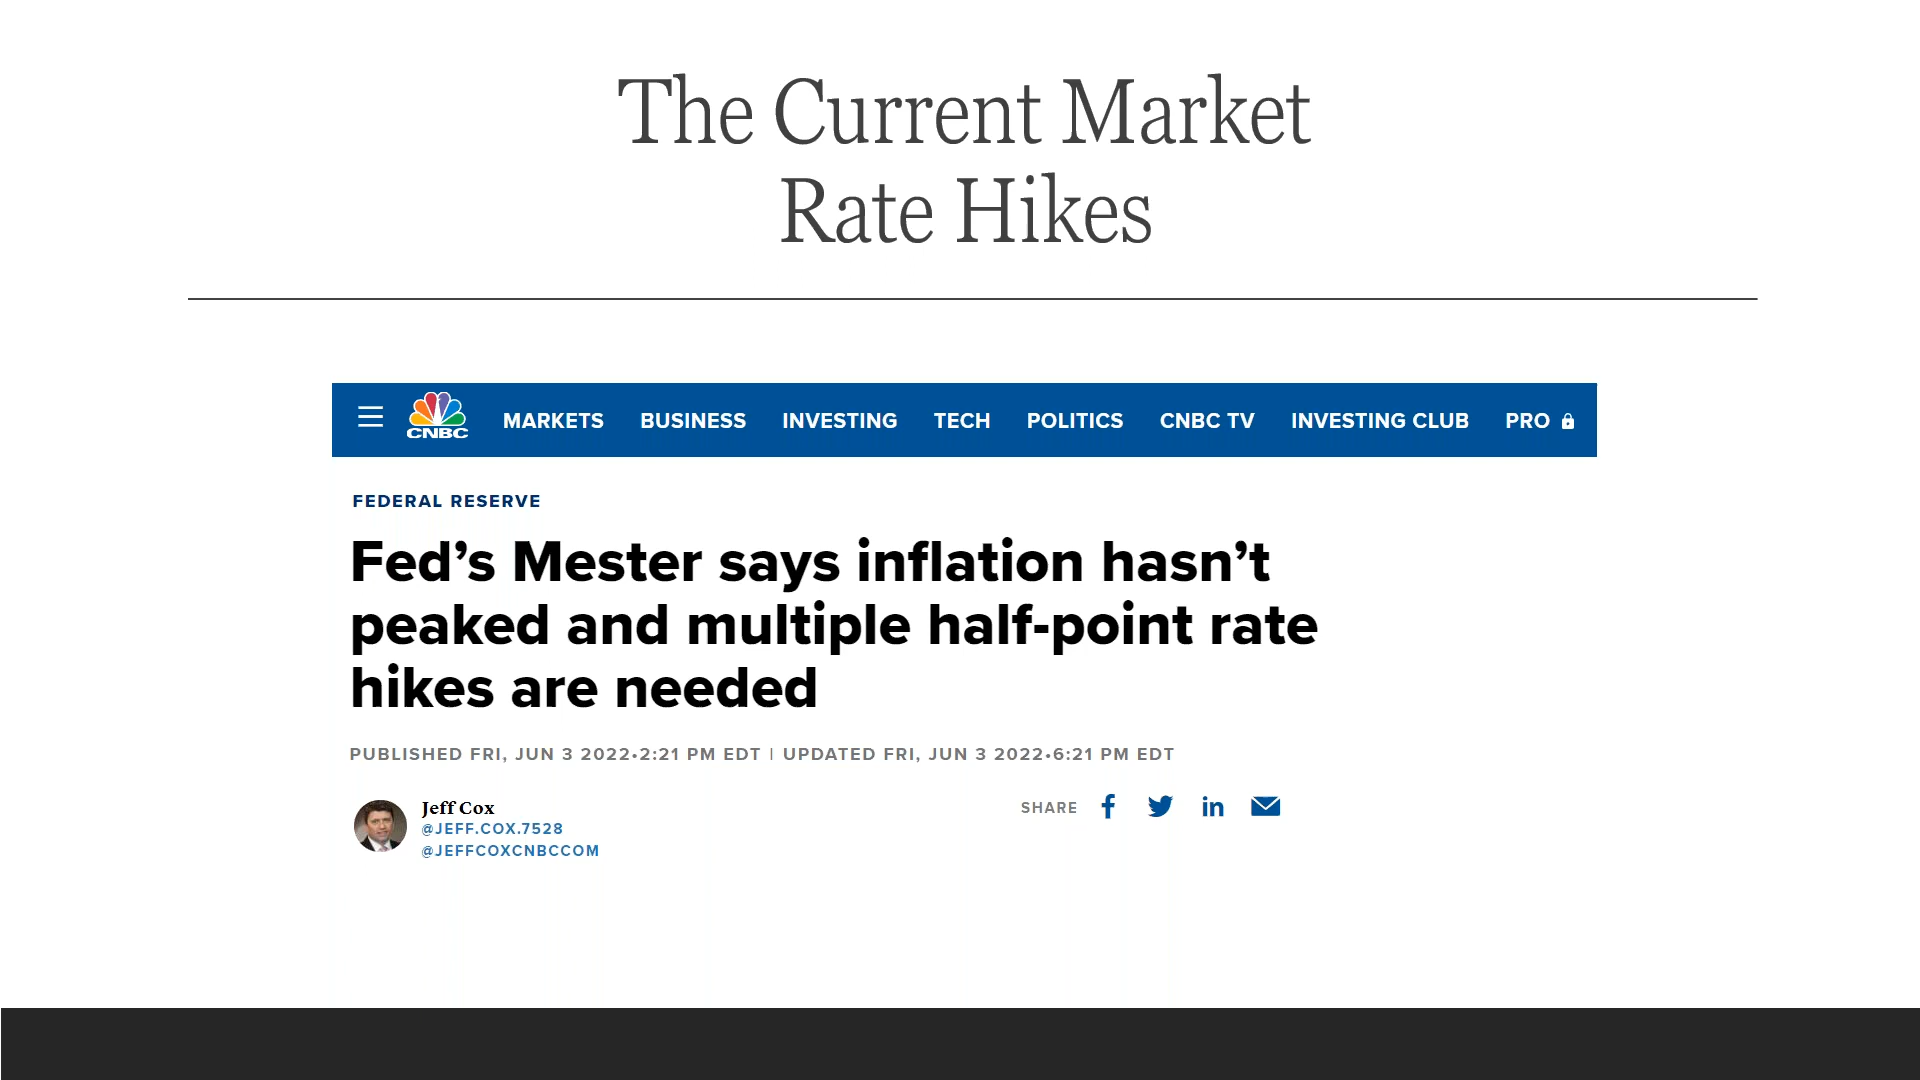 The Current Market
Rate Hikes
CNBC MARKETS BUSINESS INVESTING TECH POLITICS CNBC TV INVESTING CLUB PRO
FEDERAL RESERVE
Fed’s Mester says inflation hasn’t
peaked and multiple half-point rate
hikes are needed
PUBLISHED FRI, JUN 3 2022•2:21 PM EDT | UPDATED FRI, JUN 3 2022•6:21 PM EDT
Jeff Cox
@JEFF.COX.7528
@JEFFCOXCNBCCOM
SHARE